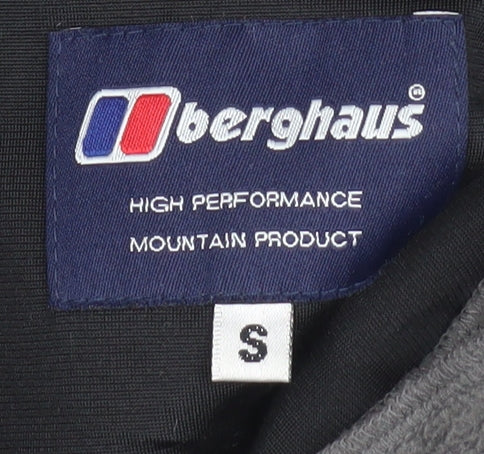 berghaus
HIGH PERFORMANCE
MOUNTAIN PRODUCT
S